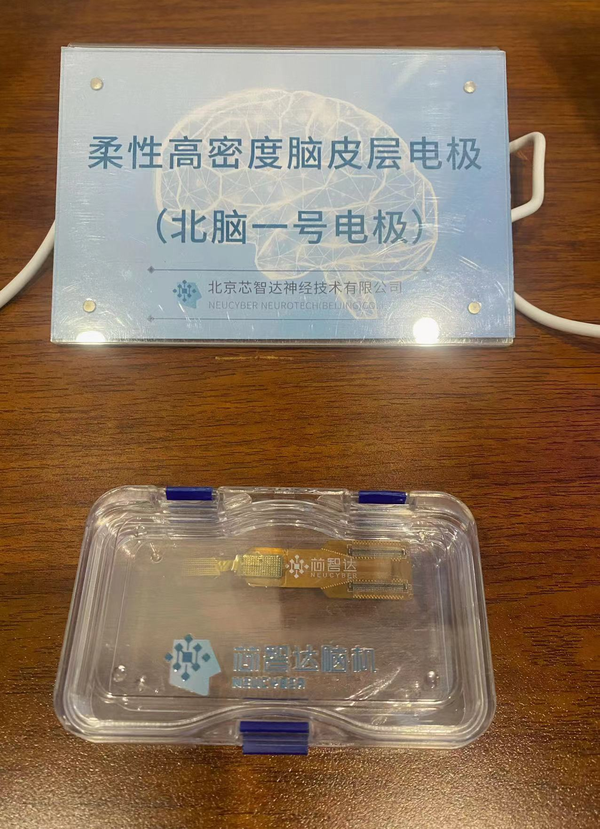 柔性高密度脑皮层电极
（北脑一号电极）
北京芯智达神经技术有限公司
NEUCYBER NEUROTECH(BEIJING)CO.
芯智达
NEUCYBER
芯智达脑机